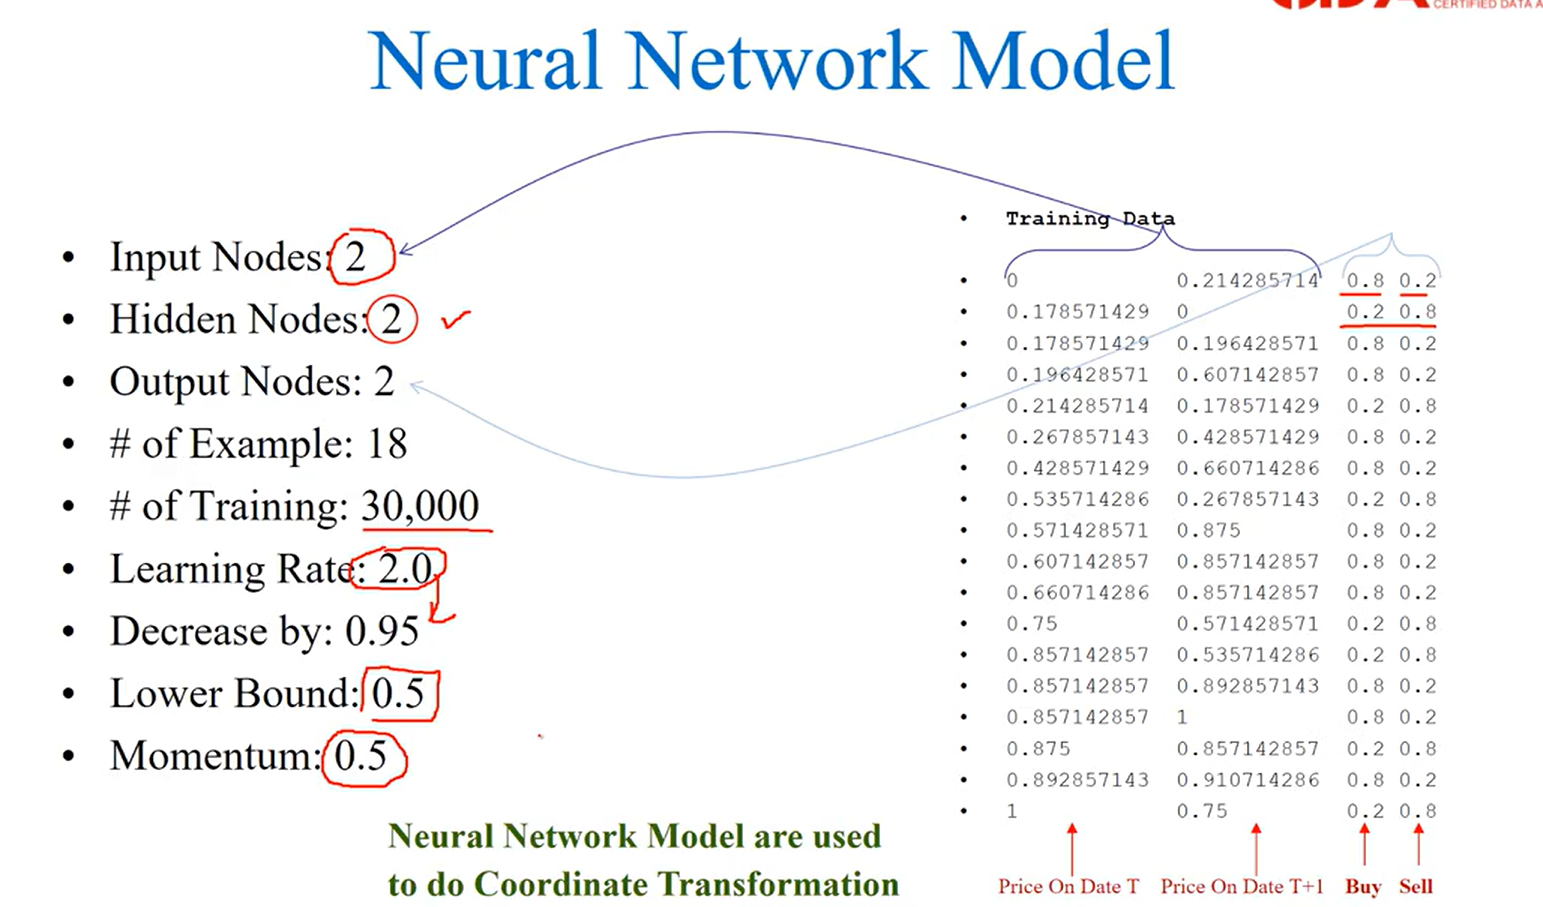 CERTIFIED DATA A
Neural Network Model
• Input Nodes: 2
• Hidden Nodes: 2
• Output Nodes: 2
• # of Example: 18
• # of Training: 30,000
• Learning Rate: 2.0
• Decrease by: 0.95
• Lower Bound: 0.5
• Momentum: 0.5
Neural Network Model are used
to do Coordinate Transformation
• Training Data
• 0 0.214285714 0.8 0.2
• 0.178571429 0 0.2 0.8
• 0.178571429 0.196428571 0.8 0.2
• 0.196428571 0.607142857 0.8 0.2
• 0.214285714 0.178571429 0.2 0.8
• 0.267857143 0.428571429 0.8 0.2
• 0.428571429 0.660714286 0.8 0.2
• 0.535714286 0.267857143 0.2 0.8
• 0.571428571 0.875 0.8 0.2
• 0.607142857 0.857142857 0.8 0.2
• 0.660714286 0.857142857 0.8 0.2
• 0.75 0.571428571 0.2 0.8
• 0.857142857 0.535714286 0.2 0.8
• 0.857142857 0.892857143 0.8 0.2
• 0.857142857 1 0.8 0.2
• 0.875 0.857142857 0.2 0.8
• 0.892857143 0.910714286 0.8 0.2
• 1 0.75 0.2 0.8
Price On Date T Price On Date T+1 Buy Sell